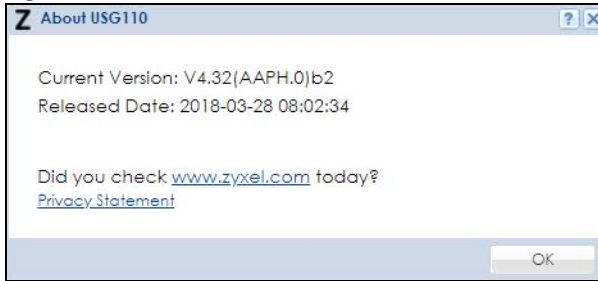 Z About USG110 ? X
Current Version: V4.32(AAPH.0)b2
Released Date: 2018-03-28 08:02:34
Did you check www.zyxel.com today?
Privacy Statement
OK